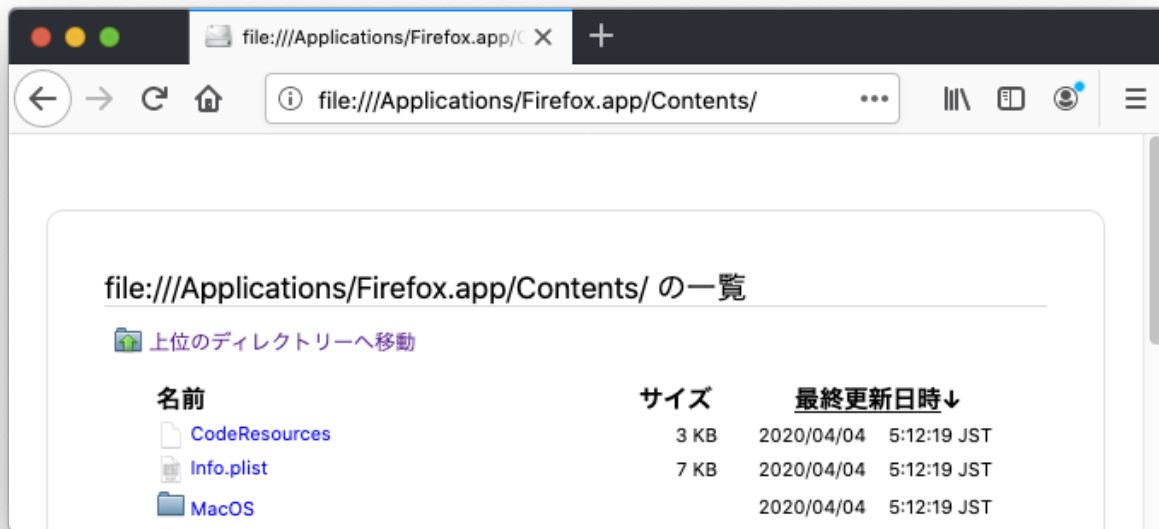 file:///Applications/Firefox.app/C
file:///Applications/Firefox.app/Contents/
file:///Applications/Firefox.app/Contents/ の一覧
上位のディレクトリーへ移動
名前 サイズ 最終更新日時↓
CodeResources 3 KB 2020/04/04 5:12:19 JST
Info.plist 7 KB 2020/04/04 5:12:19 JST
MacOS 2020/04/04 5:12:19 JST